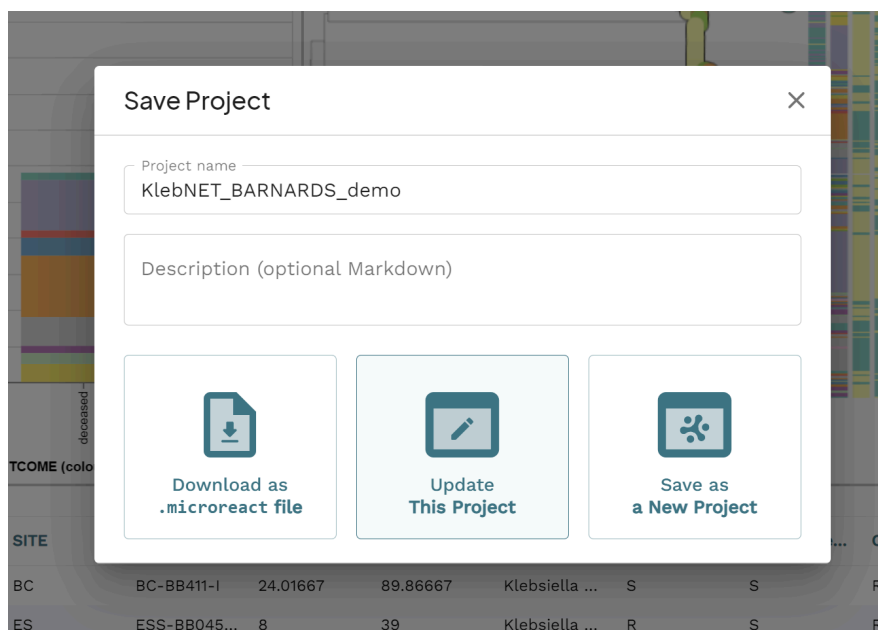 Save Project
Project name
KlebNET_BARNARDS_demo
Description (optional Markdown)
Download as
.microreact file
Update
This Project
Save as
a New Project
deceased
TCOME (colo
SITE
BC BC-BB411-I 24.01667 89.86667 Klebsiella ... S S
ES ESS-BB045... 8 39 Klebsiella ... R S